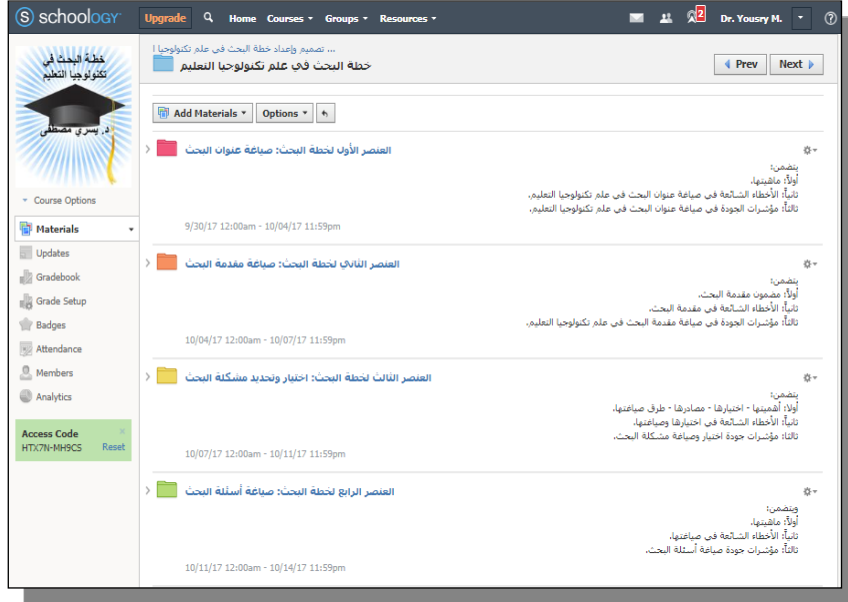 S schoology
Upgrade Home Courses Groups Resources 2 Dr. Yousry M.
خطة البحث في
تكنولوجيا التعليم
د. يسري مصطفى
Course Options
Materials
Updates
Gradebook
Grade Setup
Badges
Attendance
Members
Analytics
Access Code ×
HTX7N-MH9CS Reset
تصميم وإعداد خطة البحث في علم تكنولوجيا ا ...
خطة البحث في علم تكنولوجيا التعليم
Prev Next
Add Materials Options
العنصر الأول لخطة البحث: صياغة عنوان البحث
يتضمن:
أولاً: ماهيتها.
ثانياً: الأخطاء الشائعة في صياغة عنوان البحث في علم تكنولوجيا التعليم.
ثالثاً: مؤشرات الجودة في صياغة عنوان البحث في علم تكنولوجيا التعليم.
9/30/17 12:00am - 10/04/17 11:59pm
العنصر الثاني لخطة البحث: صياغة مقدمة البحث
يتضمن:
أولاً: مضمون مقدمة البحث.
ثانياً: الأخطاء الشائعة في مقدمة البحث.
ثالثاً: مؤشرات الجودة في صياغة مقدمة البحث في علم تكنولوجيا التعليم.
10/04/17 12:00am - 10/07/17 11:59pm
العنصر الثالث لخطة البحث: اختيار وتحديد مشكلة البحث
يتضمن:
أولا: أهميتها - اختيارها - مصادرها - طرق صياغتها.
ثانياً: الأخطاء الشائعة في اختيارها وصياغتها.
ثالثا: مؤشرات جودة اختيار وصياغة مشكلة البحث.
10/07/17 12:00am - 10/11/17 11:59pm
العنصر الرابع لخطة البحث: صياغة أسئلة البحث
ويتضمن:
أولاً: ماهيتها.
ثانياً: الأخطاء الشائعة في صياغتها.
ثالثاً: مؤشرات جودة صياغة أسئلة البحث.
10/11/17 12:00am - 10/14/17 11:59pm